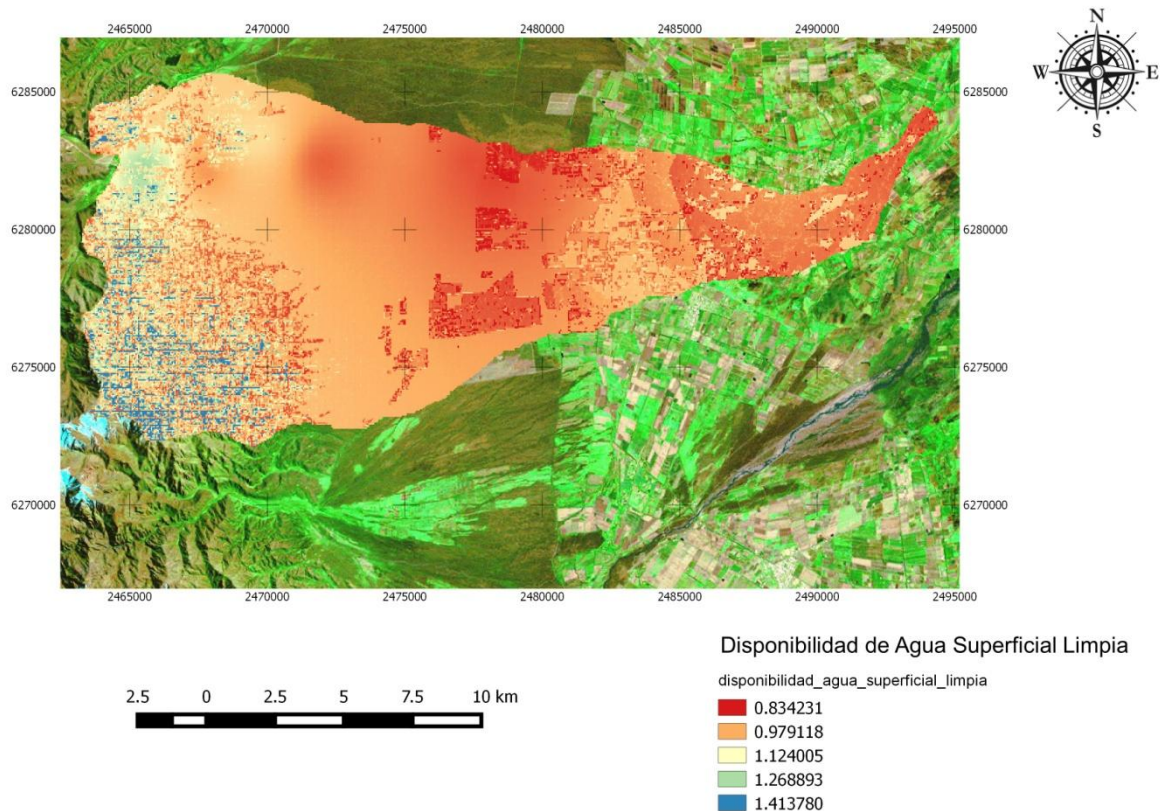 2465000 2470000 2475000 2480000 2485000 2490000 2495000
N
W E
S
6285000 6285000
6280000 6280000
6275000 6275000
6270000 6270000
2465000 2470000 2475000 2480000 2485000 2490000 2495000
Disponibilidad de Agua Superficial Limpia
disponibilidad_agua_superficial_limpia
2.5 0 2.5 5 7.5 10 km
0.834231
0.979118
1.124005
1.268893
1.413780